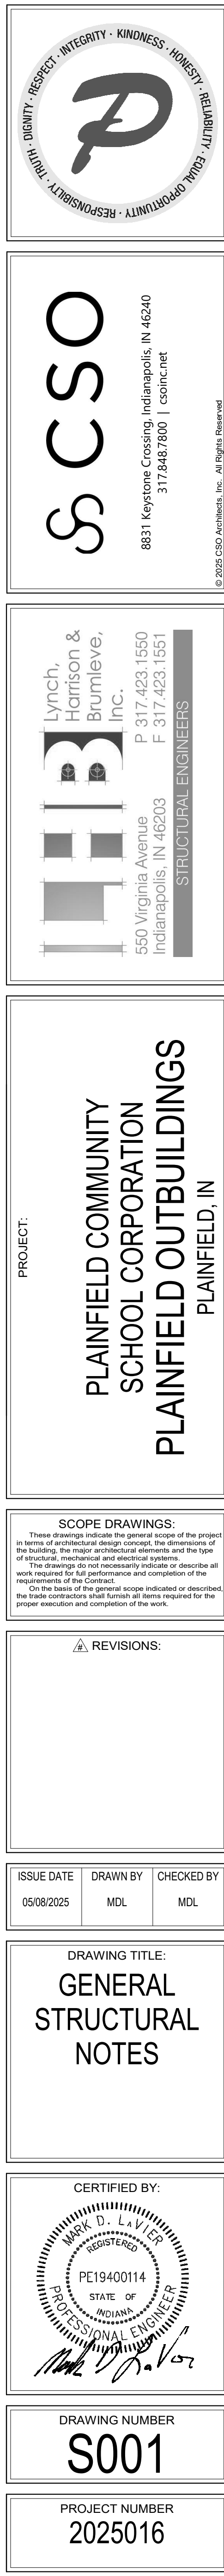 TRUTH · DIGNITY · RESPECT · INTEGRITY · KINDNESS · HONESTY · RELIABILITY · EQUAL OPPORTUNITY · RESPONSIBILTY ·
P
CSO
8831 Keystone Crossing, Indianapolis, IN 46240
317.848.7800 | csoinc.net
© 2025 CSO Architects, Inc. All Rights Reserved
Lynch,
Harrison &
Brumleve,
Inc.
550 Virginia Avenue P 317.423.1550
Indianapolis, IN 46203 F 317.423.1551
STRUCTURAL ENGINEERS
PROJECT:
PLAINFIELD COMMUNITY
SCHOOL CORPORATION
PLAINFIELD OUTBUILDINGS
PLAINFIELD, IN
SCOPE DRAWINGS:
These drawings indicate the general scope of the project
in terms of architectural design concept, the dimensions of
the building, the major architectural elements and the type
of structural, mechanical and electrical systems.
The drawings do not necessarily indicate or describe all
work required for full performance and completion of the
requirements of the Contract.
On the basis of the general scope indicated or described,
the trade contractors shall furnish all items required for the
proper execution and completion of the work.
# REVISIONS:
ISSUE DATE DRAWN BY CHECKED BY
05/08/2025 MDL MDL
DRAWING TITLE:
GENERAL
STRUCTURAL
NOTES
CERTIFIED BY:
MARK D. LAVIER
REGISTERED
PE19400114
STATE OF
INDIANA
PROFESSIONAL ENGINEER
Mark D LaVier
DRAWING NUMBER
S001
PROJECT NUMBER
2025016